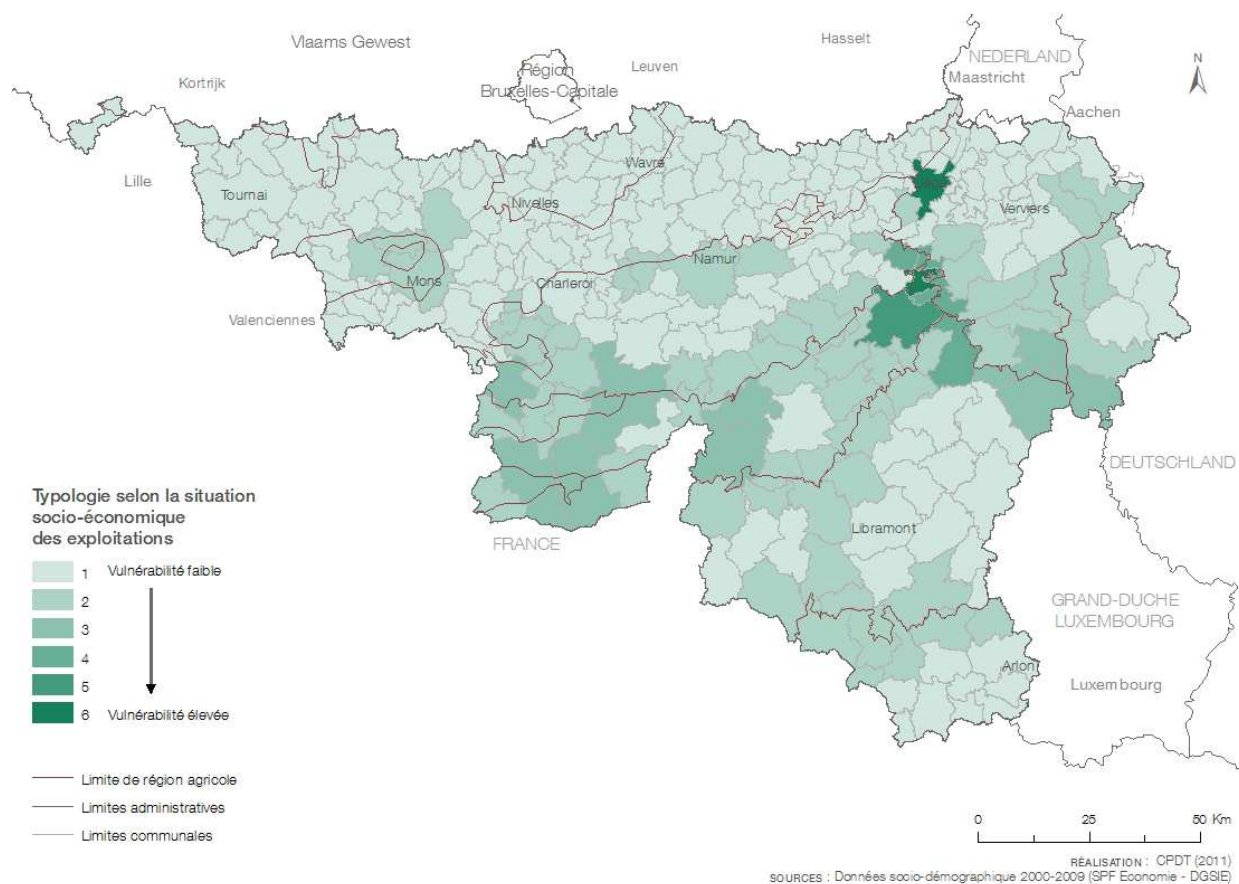 Vlaams Gewest
Hasselt
NEDERLAND
Maastricht
Kortrijk
Région
Bruxelles-Capitale
Leuven
N
Aachen
Lille
Tournai
Wavre
Nivelles
Verviers
Mons
Charleroi
Namur
Valenciennes
DEUTSCHLAND
FRANCE
Libramont
GRAND-DUCHE
LUXEMBOURG
Arlon
Luxembourg
Typologie selon la situation
socio-économique
des exploitations
1 Vulnérabilité faible
2
3
4
5
6 Vulnérabilité élevée
Limite de région agricole
Limites administratives
Limites communales
0 25 50 Km
RÉALISATION : CPDT (2011)
SOURCES : Données socio-démographique 2000-2009 (SPF Economie - DGSIE)